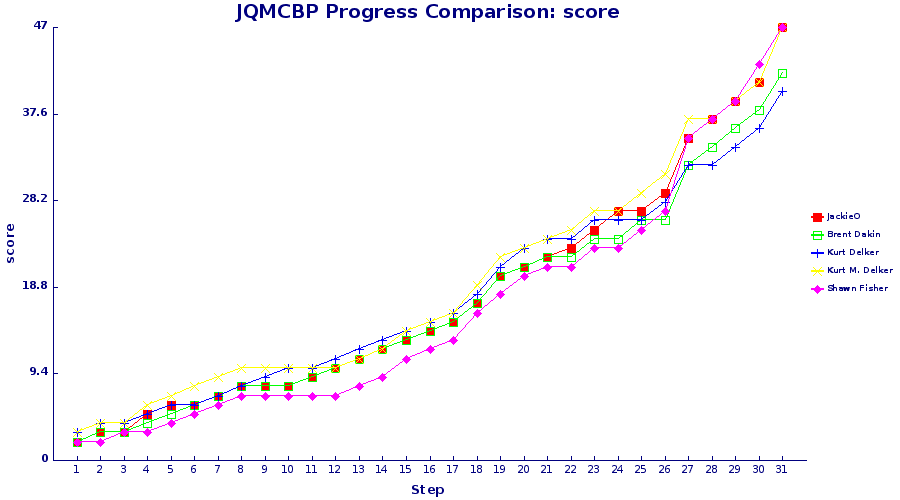 JQMCBP Progress Comparison: score
47
37.6
28.2
18.8
9.4
0
score
1 2 3 4 5 6 7 8 9 10 11 12 13 14 15 16 17 18 19 20 21 22 23 24 25 26 27 28 29 30 31
Step
JackieO
Brent Dakin
Kurt Delker
Kurt M. Delker
Shawn Fisher